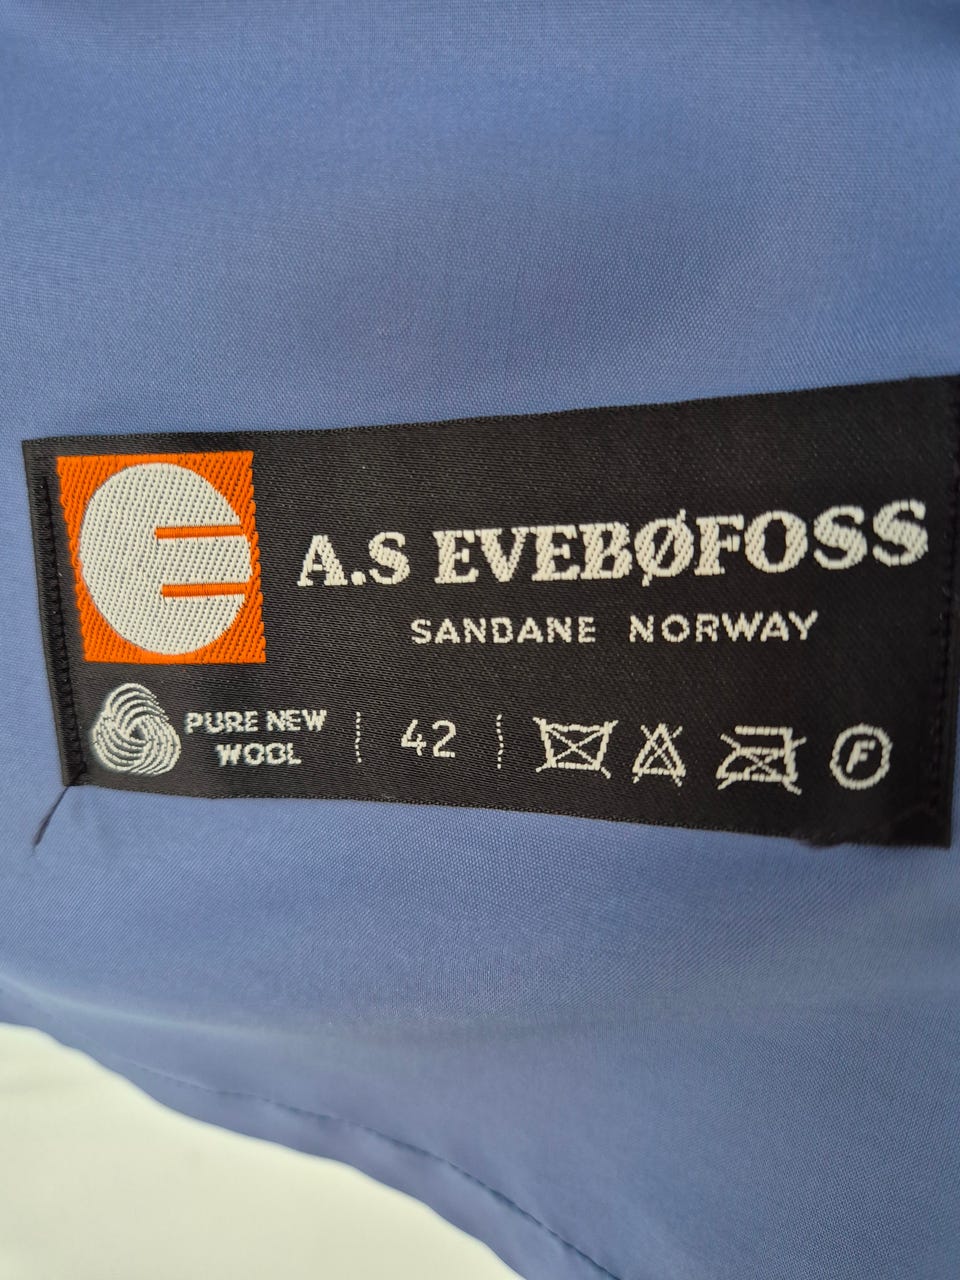 A.S EVEBØFOSS
SANDANE NORWAY
PURE NEW
WOOL
42
F